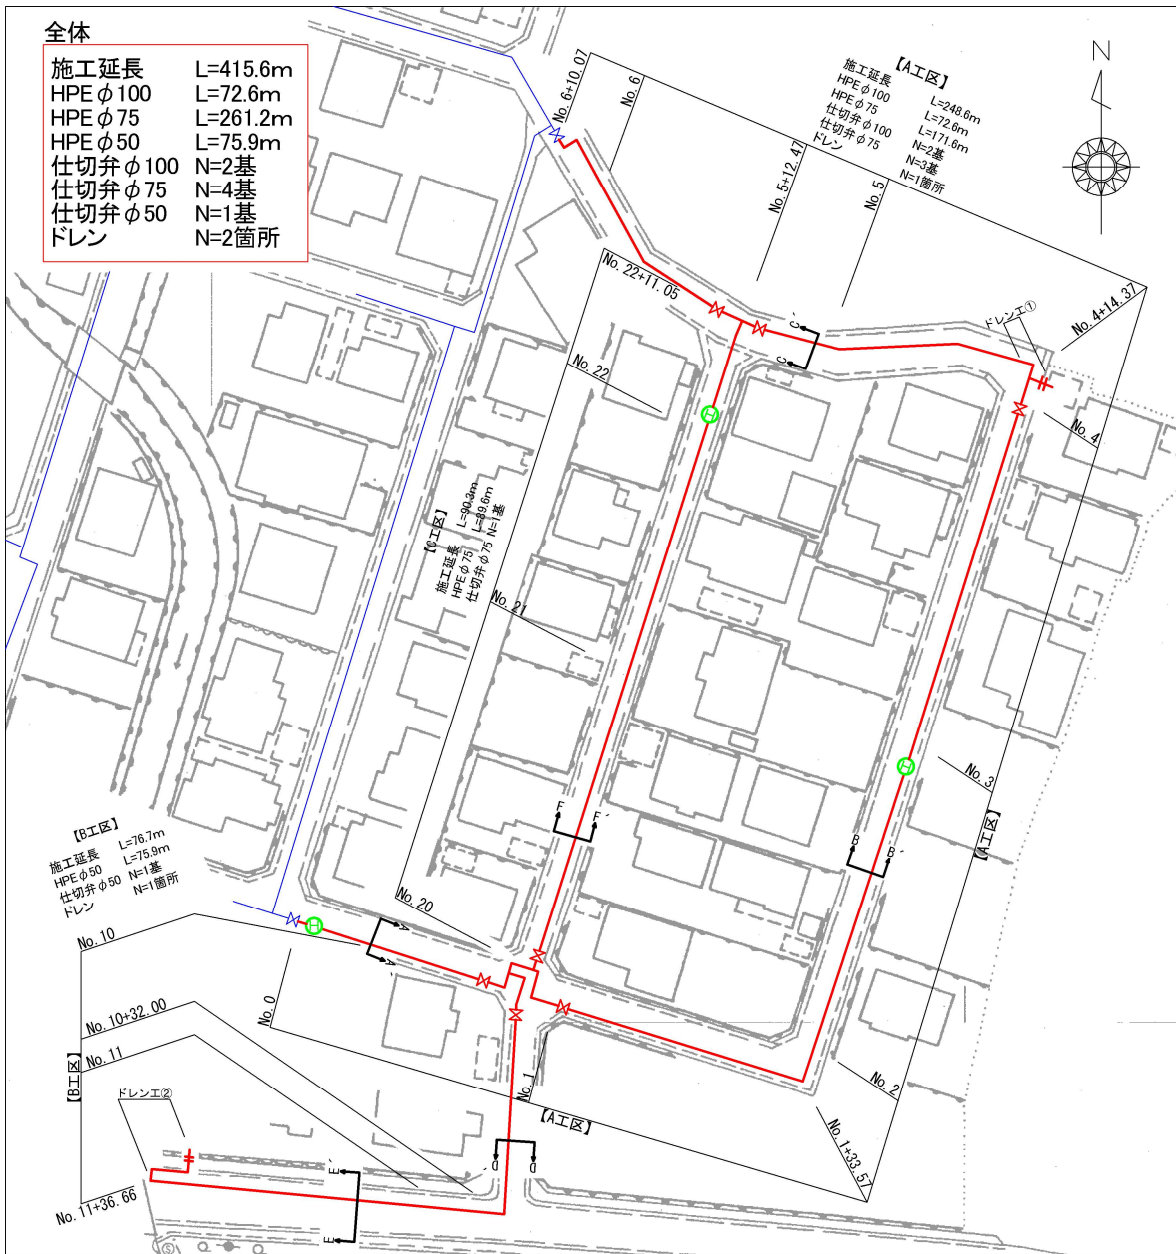 全体
施工延長 L=415.6m
HPEφ100 L=72.6m
HPEφ75 L=261.2m
HPEφ50 L=75.9m
仕切弁φ100 N=2基
仕切弁φ75 N=4基
仕切弁φ50 N=1基
ドレン N=2箇所
No.6+10.07
No.6
【A工区】
施工延長 L=248.6m
HPEφ100 L=72.6m
HPEφ75 L=171.6m
仕切弁φ100 N=2基
仕切弁φ75 N=3基
ドレン N=1箇所
N
No.5+12.47
No.5
No.22+11.05
No.4+14.37
ドレン工①
C´
C
No.22
No.4
H
【C工区】
施工延長 L=90.3m
HPEφ75 L=89.6m
仕切弁φ75 N=1基
No.21
No.3
H
【A工区】
F
F´
B
B´
【B工区】
施工延長 L=76.7m
HPEφ50 L=75.9m
仕切弁φ50 N=1基
ドレン N=1箇所
No.20
No.10
H
A
A´
No.0
No.10+32.00
No.11
【B工区】
No.1
No.2
ドレン工②
【A工区】
No.1+33.57
D´
D
E´
E
No.11+36.66
S